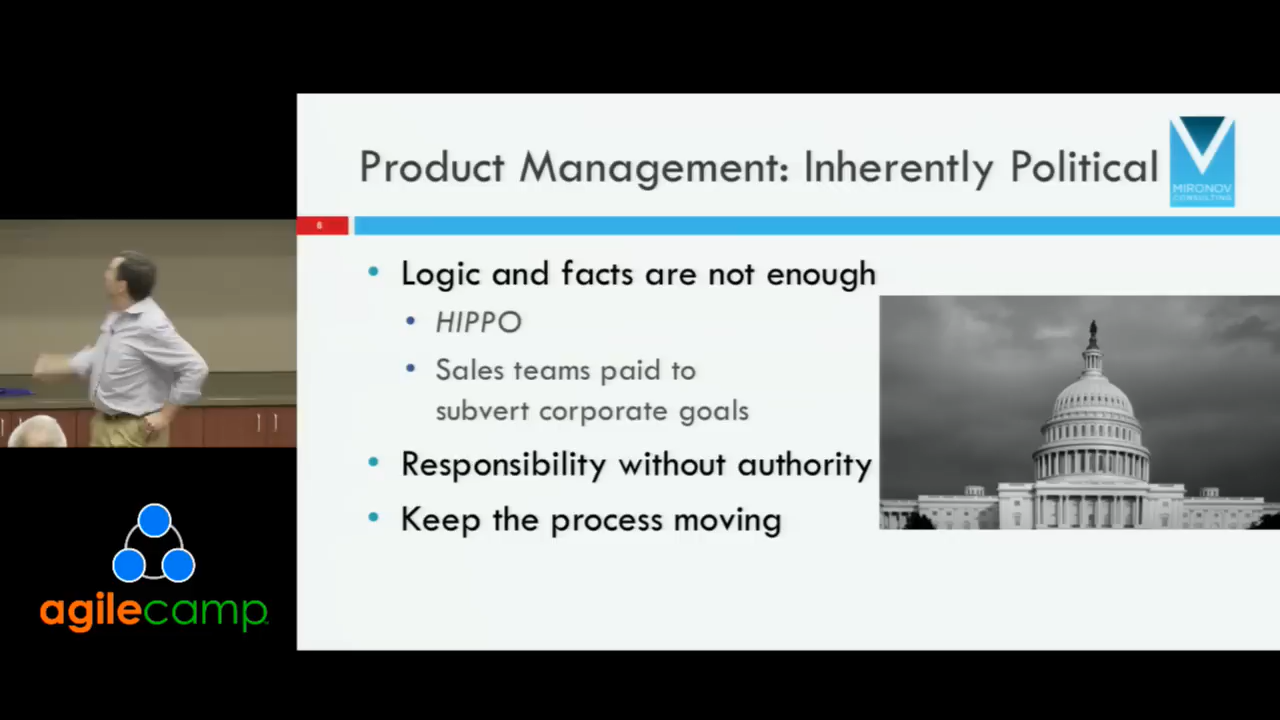 Product Management: Inherently Political
MIRONOV
CONSULTING
Logic and facts are not enough
HIPPO
Sales teams paid to
subvert corporate goals
Responsibility without authority
Keep the process moving
agilecamp